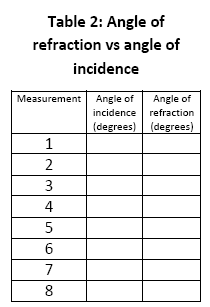 Table 2: Angle of
refraction vs angle of
incidence
Measurement Angle of incidence (degrees) Angle of refraction (degrees)
1
2
3
4
5
6
7
8